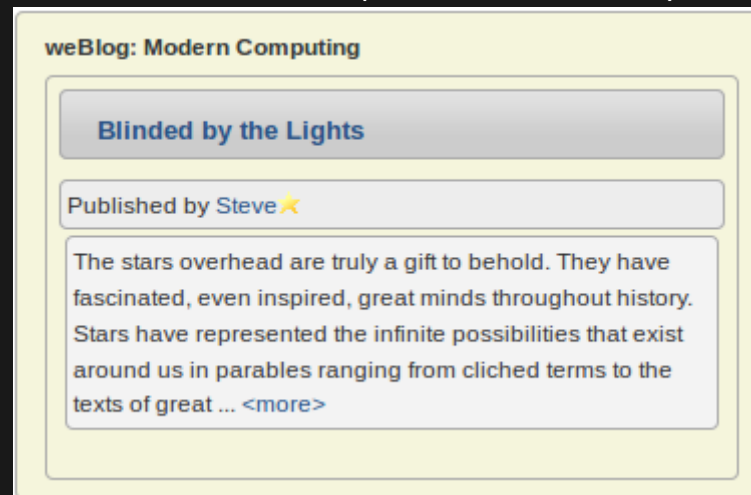 weBlog: Modern Computing
Blinded by the Lights
Published by Steve
The stars overhead are truly a gift to behold. They have
fascinated, even inspired, great minds throughout history.
Stars have represented the infinite possibilities that exist
around us in parables ranging from cliched terms to the
texts of great ... <more>